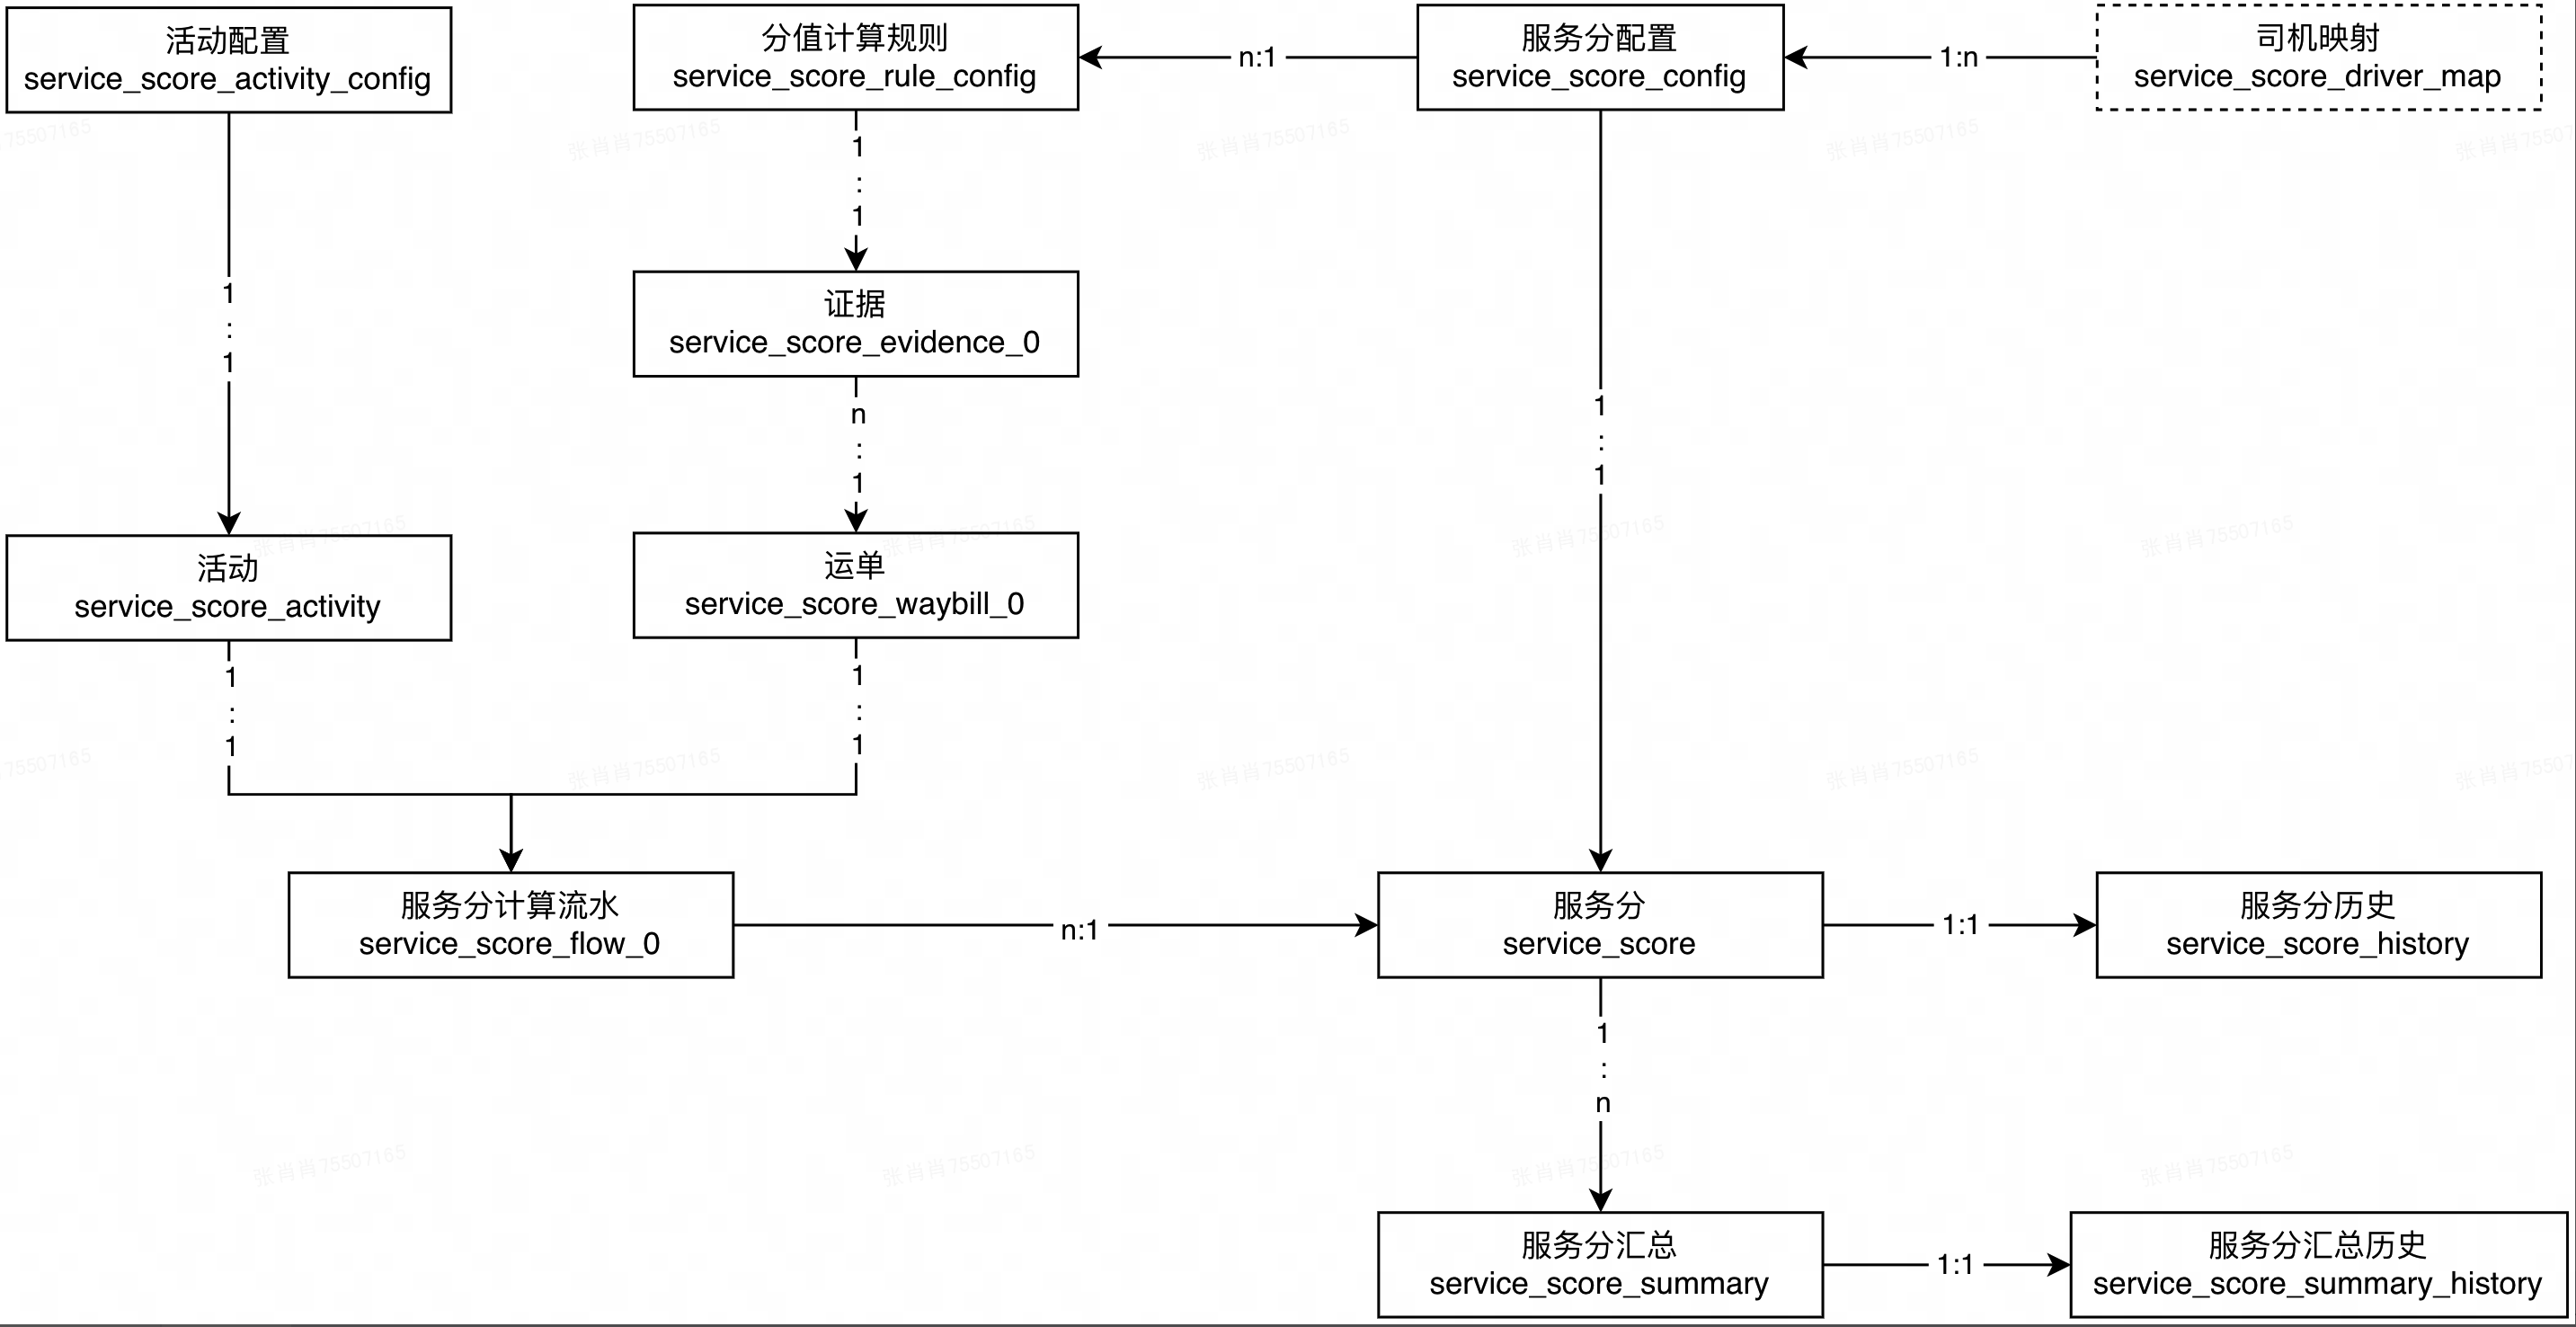 活动配置
service_score_activity_config
分值计算规则
service_score_rule_config
n:1
服务分配置
service_score_config
1:n
司机映射
service_score_driver_map
1
:
1
1
:
1
证据
service_score_evidence_0
n
:
1
1
:
1
活动
service_score_activity
运单
service_score_waybill_0
1
:
1
1
:
1
服务分计算流水
service_score_flow_0
n:1
服务分
service_score
1:1
服务分历史
service_score_history
1
:
n
服务分汇总
service_score_summary
1:1
服务分汇总历史
service_score_summary_history
张肖肖75507165